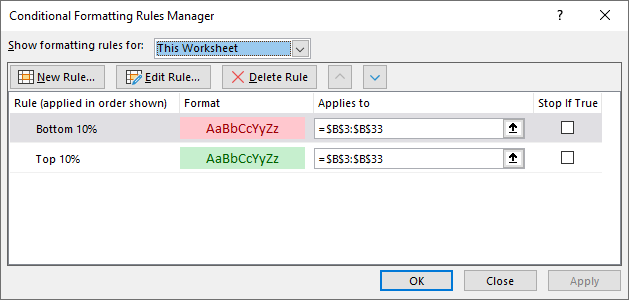 Conditional Formatting Rules Manager
Show formatting rules for: This Worksheet
New Rule... Edit Rule... Delete Rule
Rule (applied in order shown) Format Applies to Stop If True
Bottom 10% AaBbCcYyZz =$B$3:$B$33
Top 10% AaBbCcYyZz =$B$3:$B$33
OK Close Apply